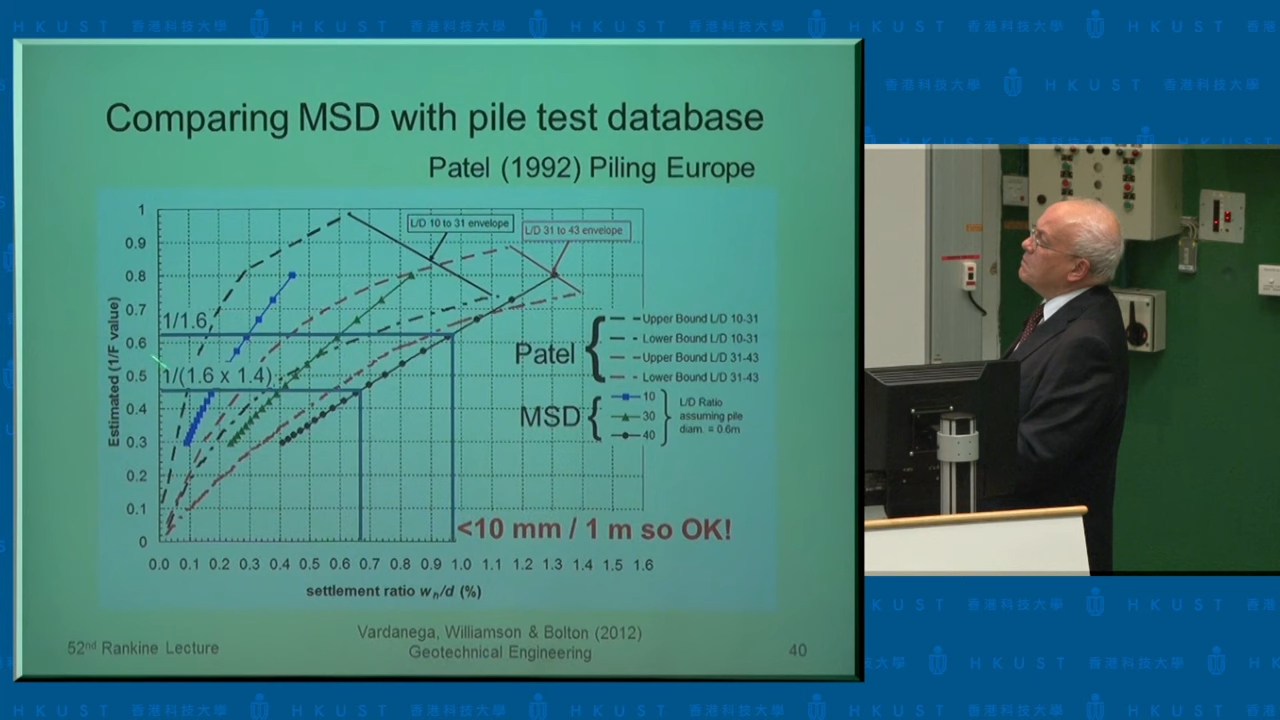 HKUST 香港科技大學
Comparing MSD with pile test database
Patel (1992) Piling Europe
L/D 10 to 31 envelope
L/D 31 to 43 envelope
1
0.9
0.8
0.7
0.6
0.5
0.4
0.3
0.2
0.1
0
Estimated (1/F value)
1/1.6
1/(1.6 x 1.4)
Patel
Upper Bound L/D 10-31
Lower Bound L/D 10-31
Upper Bound L/D 31-43
Lower Bound L/D 31-43
MSD
10
30
40
L/D Ratio
assuming pile
diam. = 0.6m
<10 mm / 1 m so OK!
0.0 0.1 0.2 0.3 0.4 0.5 0.6 0.7 0.8 0.9 1.0 1.1 1.2 1.3 1.4 1.5 1.6
settlement ratio wh/d (%)
52nd Rankine Lecture
Vardanega, Williamson & Bolton (2012)
Geotechnical Engineering
40